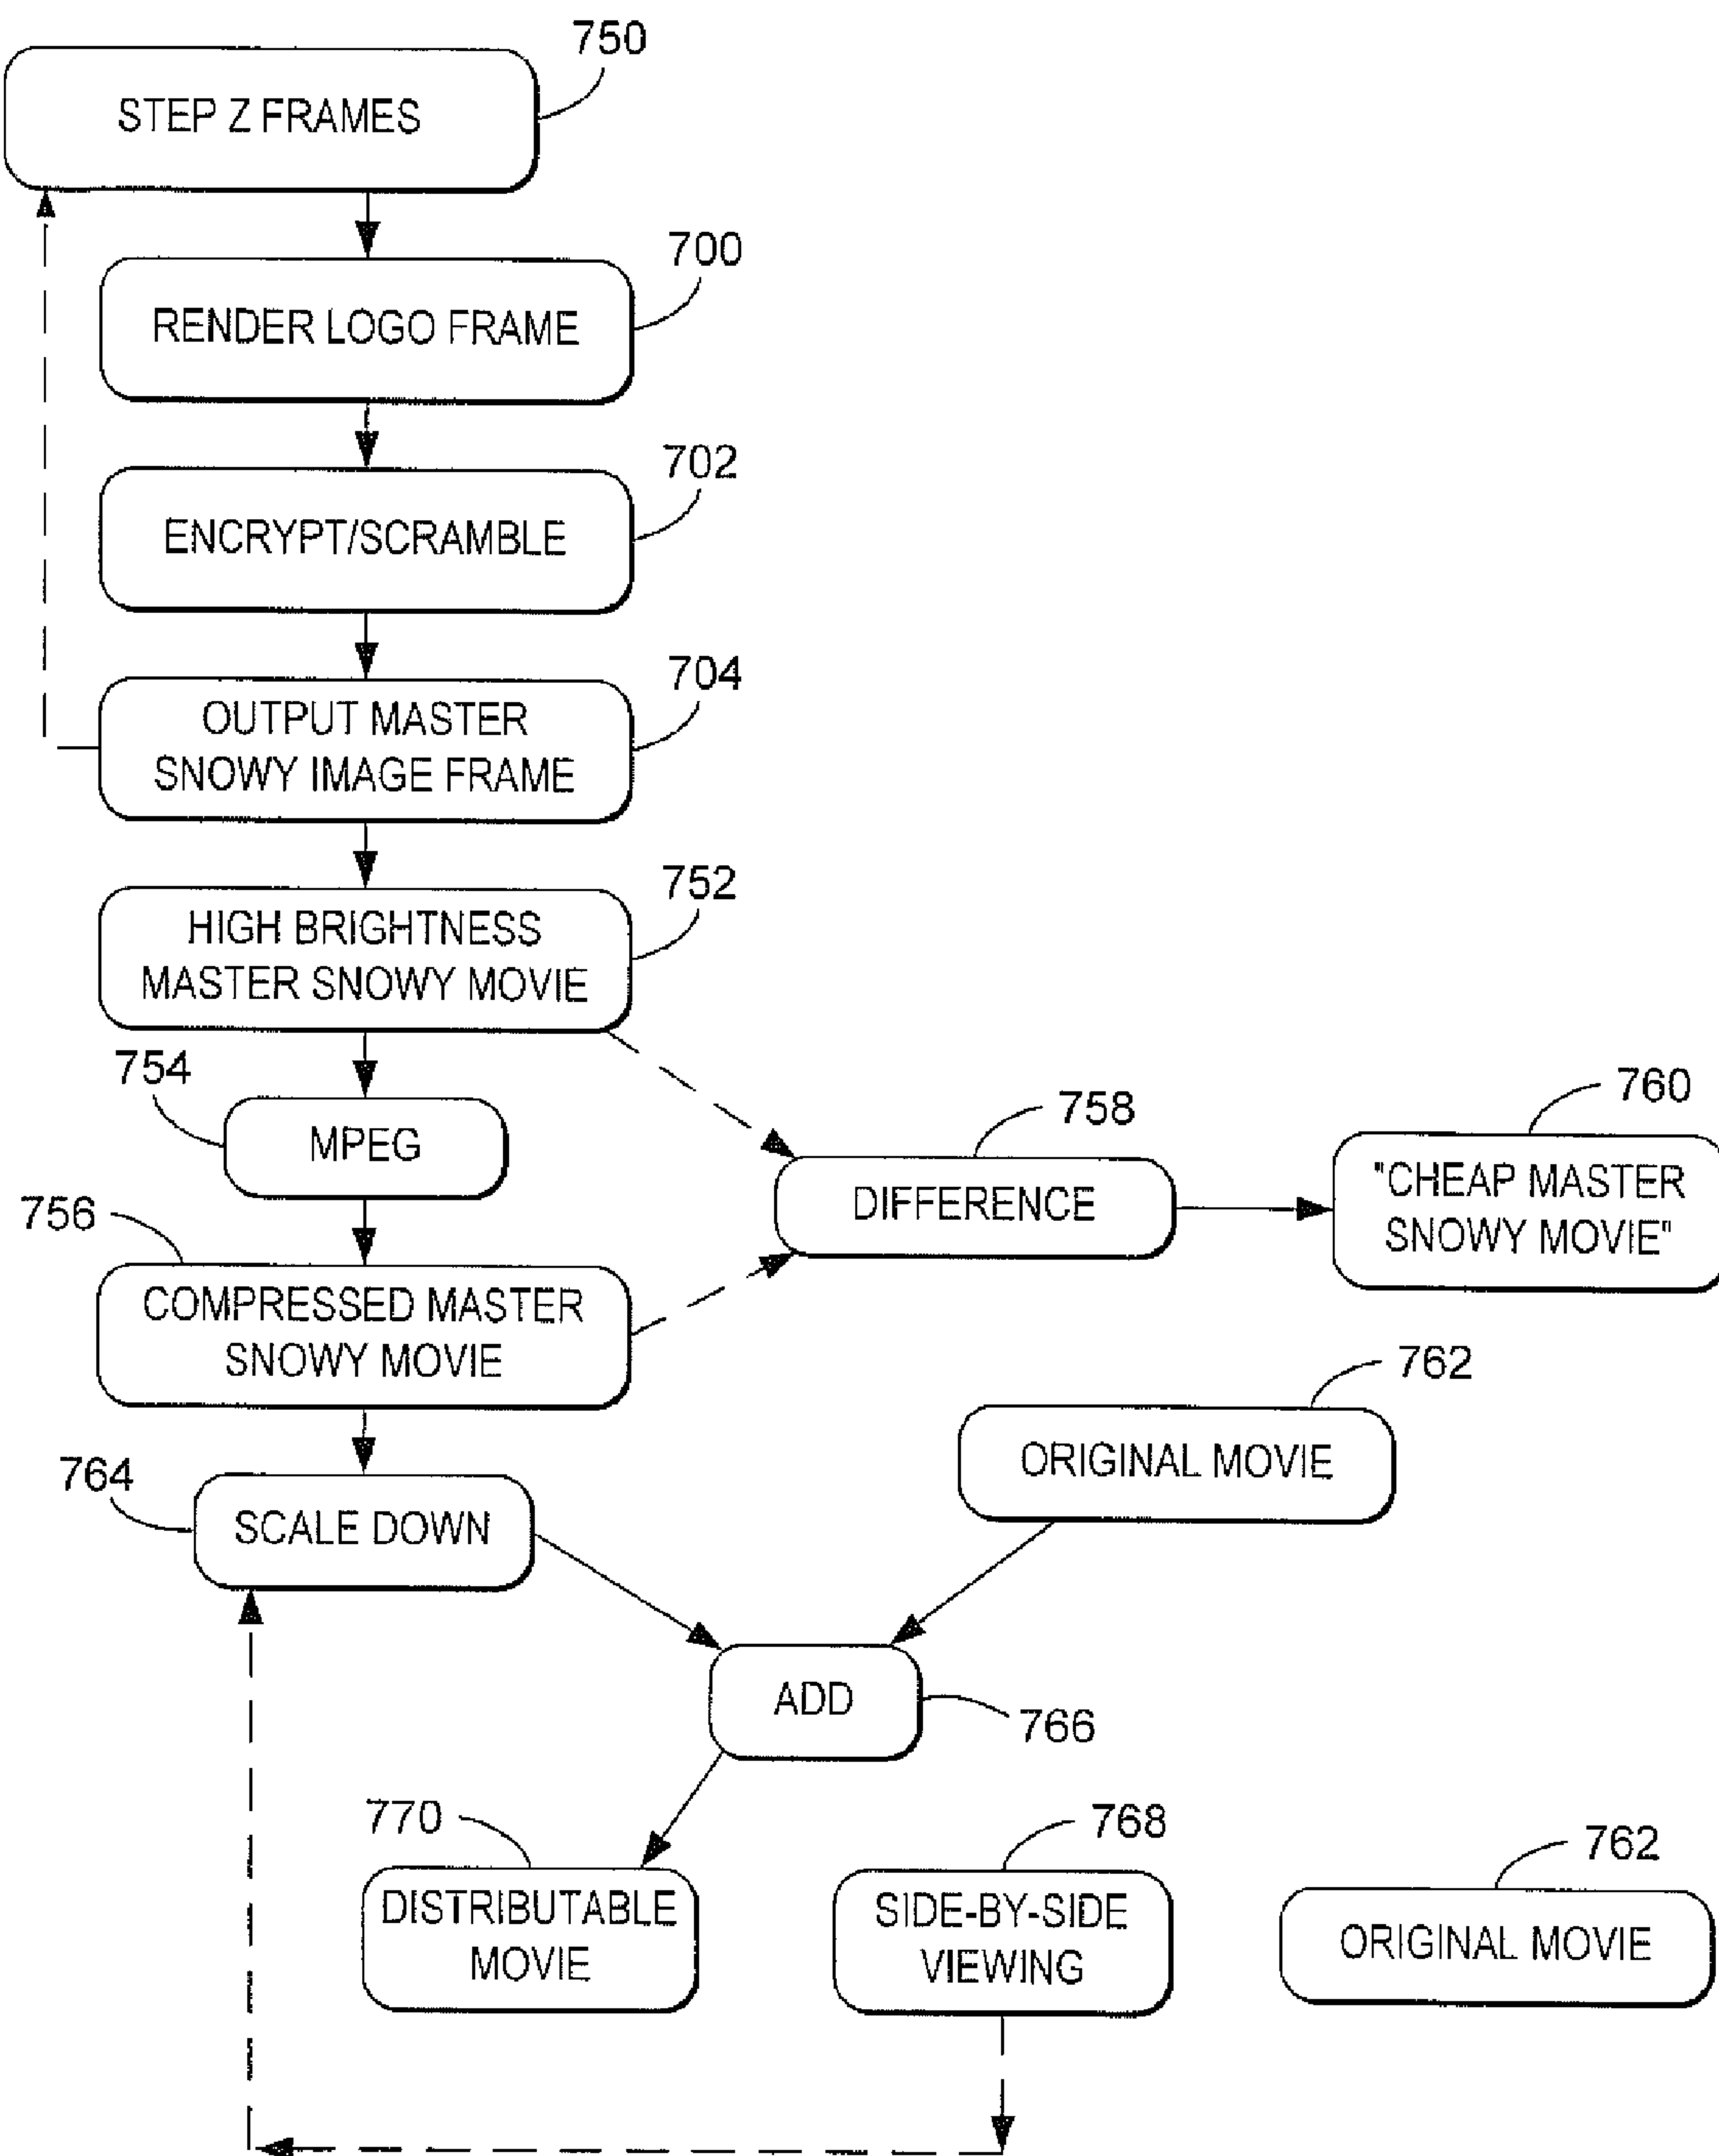 750
STEP Z FRAMES
700
RENDER LOGO FRAME
702
ENCRYPT/SCRAMBLE
704
OUTPUT MASTER
SNOWY IMAGE FRAME
752
HIGH BRIGHTNESS
MASTER SNOWY MOVIE
754
MPEG
758
DIFFERENCE
760
"CHEAP MASTER
SNOWY MOVIE"
756
COMPRESSED MASTER
SNOWY MOVIE
762
ORIGINAL MOVIE
764
SCALE DOWN
ADD
766
770
DISTRIBUTABLE
MOVIE
768
SIDE-BY-SIDE
VIEWING
762
ORIGINAL MOVIE